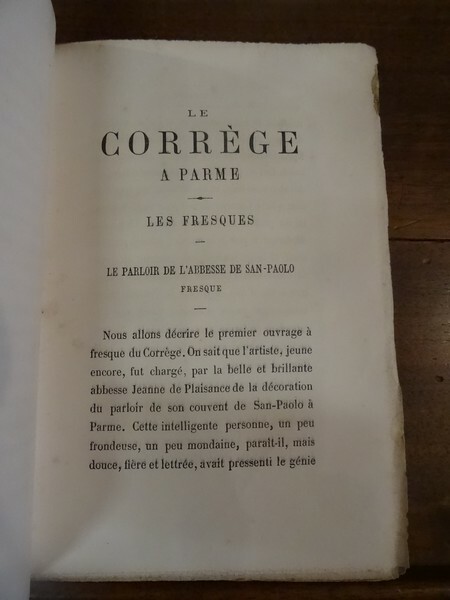 LE
CORRÈGE
A PARME
LES FRESQUES
LE PARLOIR DE L'ABBESSE DE SAN-PAOLO
FRESQUE
Nous allons décrire le premier ouvrage à
fresque du Corrège. On sait que l'artiste, jeune
encore, fut chargé, par la belle et brillante
abbesse Jeanne de Plaisance de la décoration
du parloir de son couvent de San-Paolo à
Parme. Cette intelligente personne, un peu
frondeuse, un peu mondaine, paraît-il, mais
douce, fière et lettrée, avait pressenti le génie